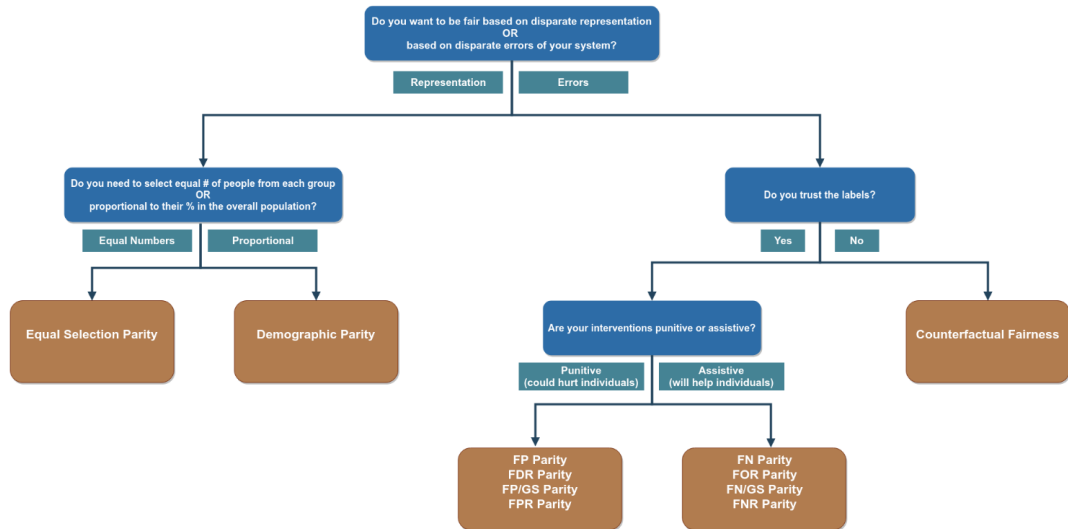 Do you want to be fair based on disparate representation
OR
based on disparate errors of your system?
Representation
Errors
Do you need to select equal # of people from each group
OR
proportional to their % in the overall population?
Do you trust the labels?
Equal Numbers
Proportional
Yes
No
Equal Selection Parity
Demographic Parity
Are your interventions punitive or assistive?
Counterfactual Fairness
Punitive
(could hurt individuals)
Assistive
(will help individuals)
FP Parity
FDR Parity
FP/GS Parity
FPR Parity
FN Parity
FOR Parity
FN/GS Parity
FNR Parity